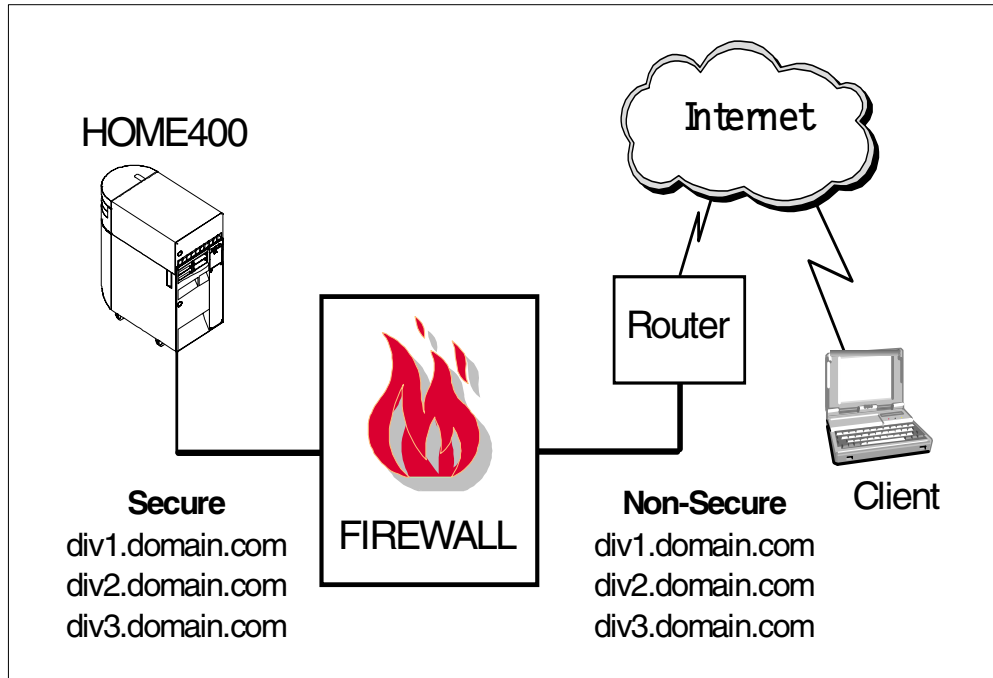 Internet
HOME400
Router
Client
FIREWALL
Secure
div1.domain.com
div2.domain.com
div3.domain.com
Non-Secure
div1.domain.com
div2.domain.com
div3.domain.com